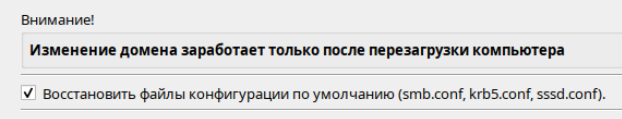 Внимание!
Изменение домена заработает только после перезагрузки компьютера
Восстановить файлы конфигурации по умолчанию (smb.conf, krb5.conf, sssd.conf).